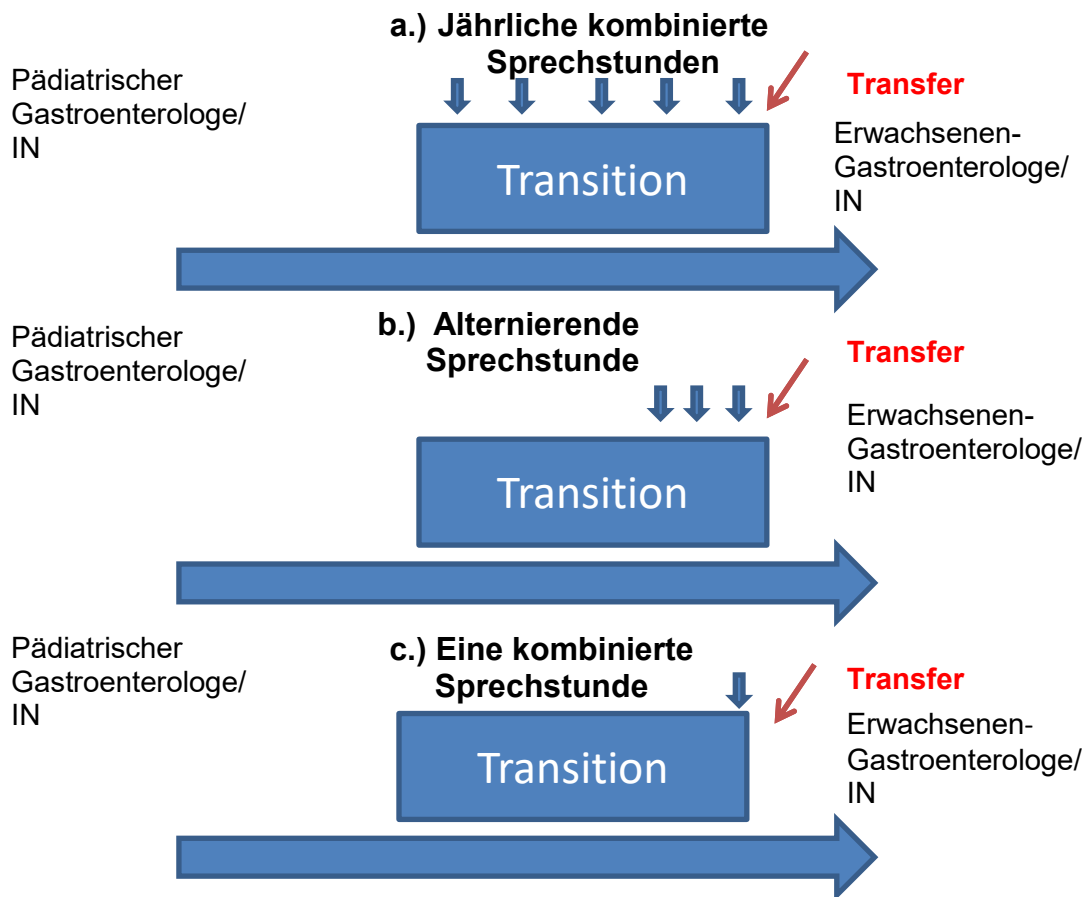 a.) Jährliche kombinierte
Sprechstunden
Pädiatrischer
Gastroenterologe/
IN
Transfer
Erwachsenen-
Gastroenterologe/
IN
Transition
b.) Alternierende
Sprechstunde
Pädiatrischer
Gastroenterologe/
IN
Transfer
Erwachsenen-
Gastroenterologe/
IN
Transition
c.) Eine kombinierte
Sprechstunde
Pädiatrischer
Gastroenterologe/
IN
Transfer
Erwachsenen-
Gastroenterologe/
IN
Transition